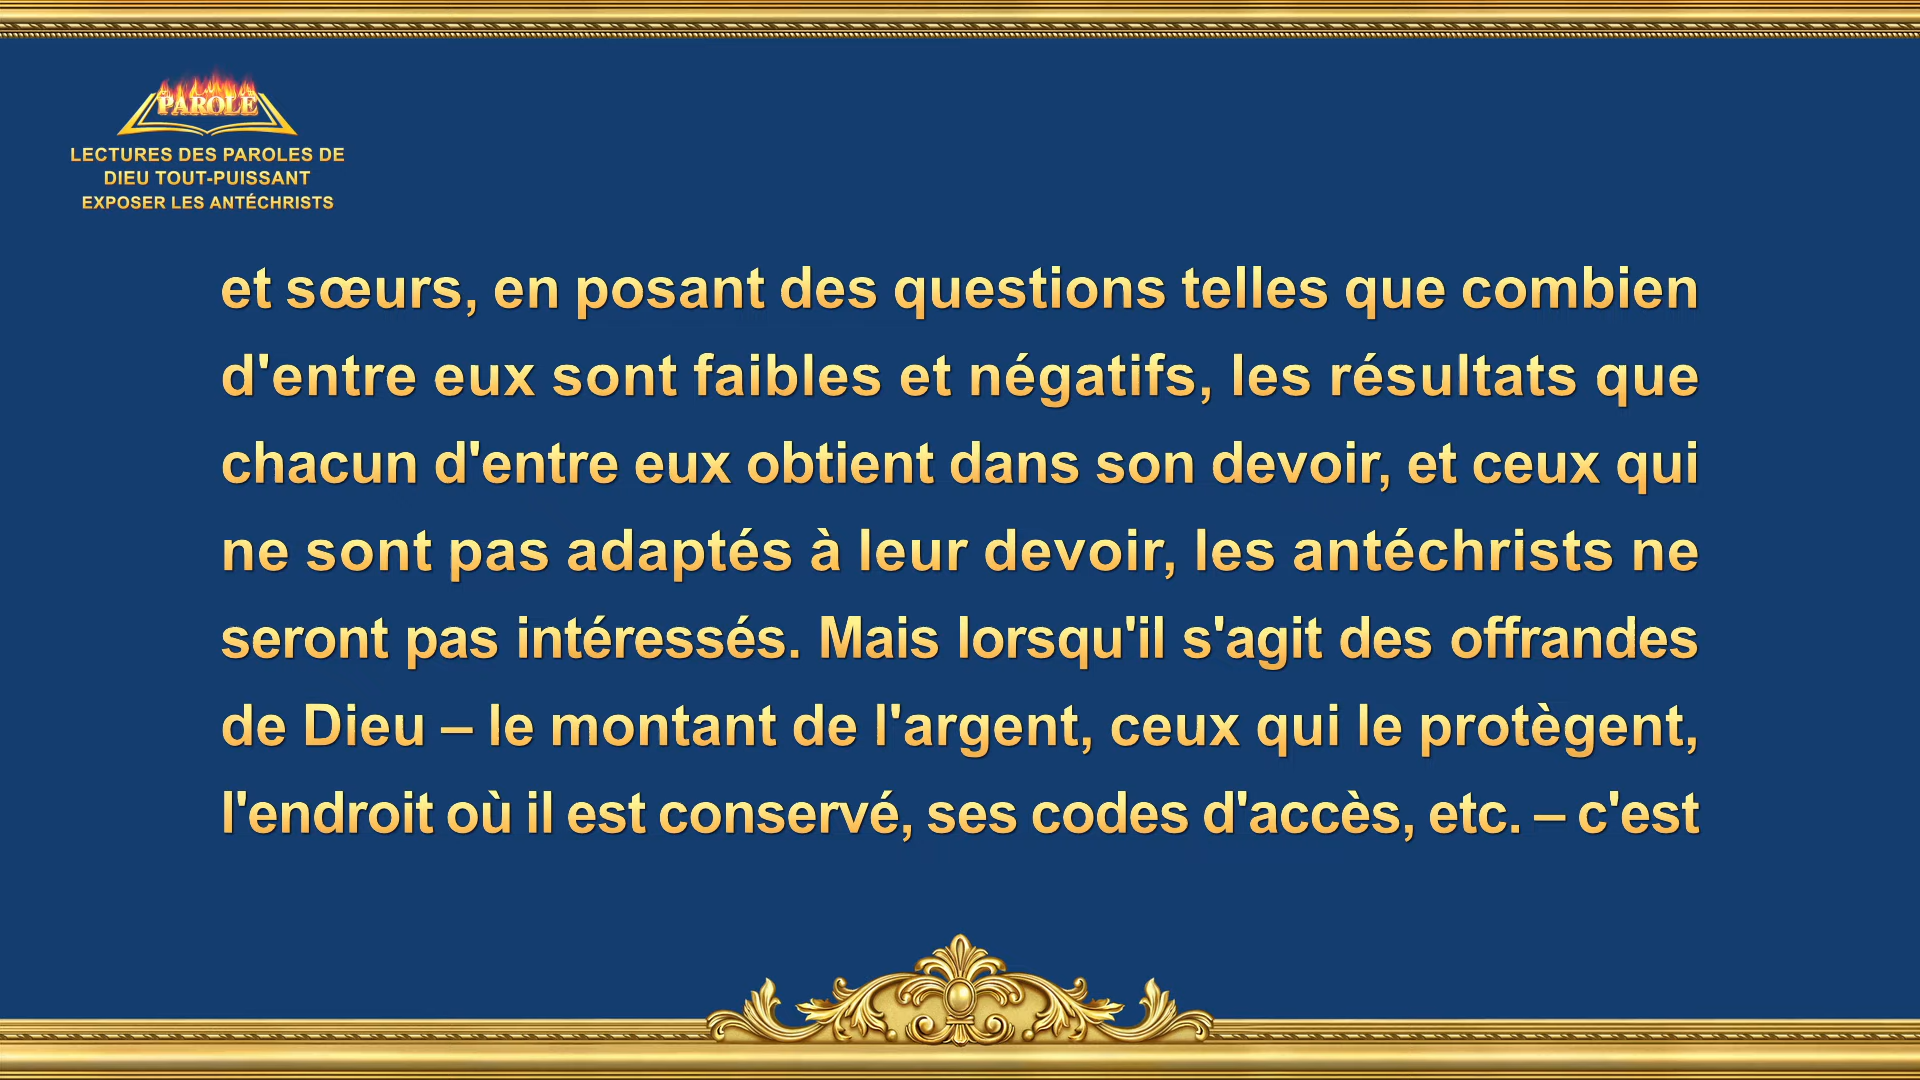 PAROLE
LECTURES DES PAROLES DE
DIEU TOUT-PUISSANT
EXPOSER LES ANTÉCHRISTS
et sœurs, en posant des questions telles que combien
d'entre eux sont faibles et négatifs, les résultats que
chacun d'entre eux obtient dans son devoir, et ceux qui
ne sont pas adaptés à leur devoir, les antéchrists ne
seront pas intéressés. Mais lorsqu'il s'agit des offrandes
de Dieu – le montant de l'argent, ceux qui le protègent,
l'endroit où il est conservé, ses codes d'accès, etc. – c'est